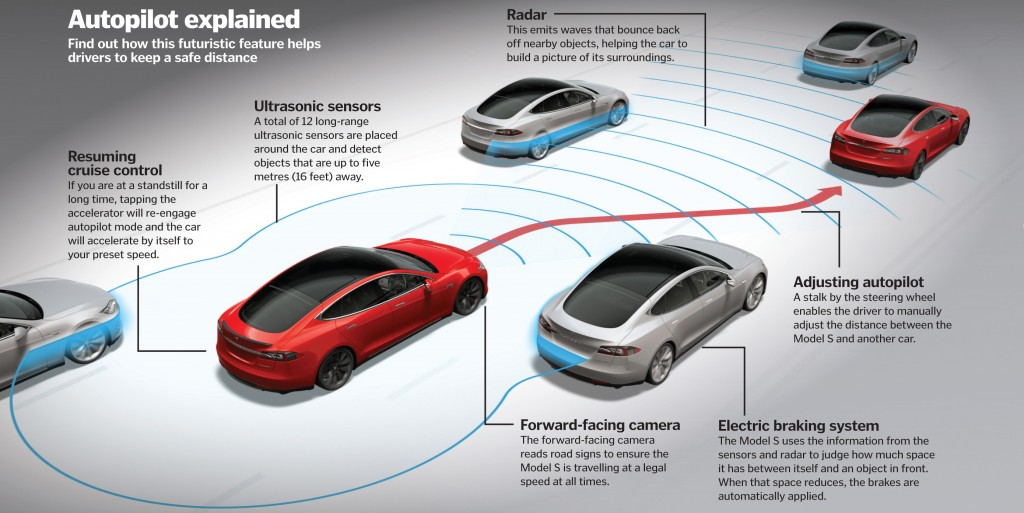 Autopilot explained
Find out how this futuristic feature helps
drivers to keep a safe distance
Radar
This emits waves that bounce back
off nearby objects, helping the car to
build a picture of its surroundings.
Ultrasonic sensors
A total of 12 long-range
ultrasonic sensors are placed
around the car and detect
objects that are up to five
metres (16 feet) away.
Resuming
cruise control
If you are at a standstill for a
long time, tapping the
accelerator will re-engage
autopilot mode and the car
will accelerate by itself to
your preset speed.
Adjusting autopilot
A stalk by the steering wheel
enables the driver to manually
adjust the distance between the
Model S and another car.
Forward-facing camera
The forward-facing camera
reads road signs to ensure the
Model S is travelling at a legal
speed at all times.
Electric braking system
The Model S uses the information from the
sensors and radar to judge how much space
it has between itself and an object in front.
When that space reduces, the brakes are
automatically applied.